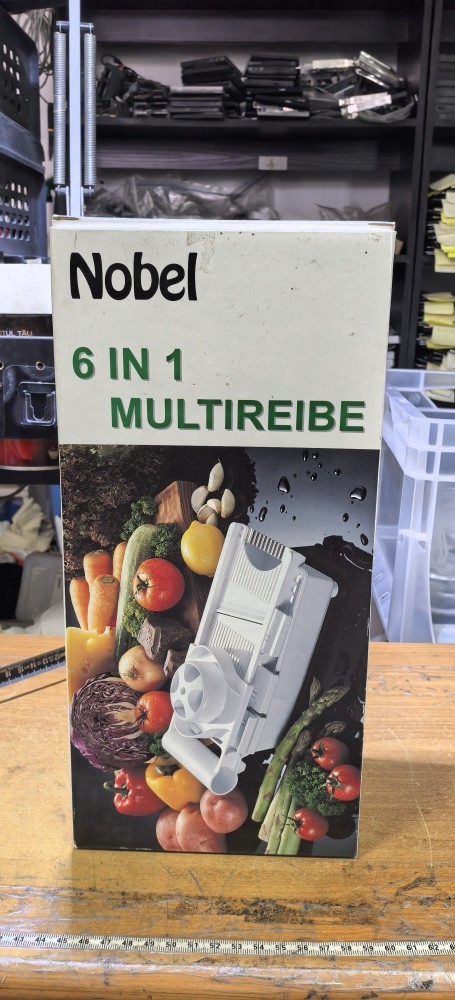 Nobel
6 IN 1
MULTIREIBE